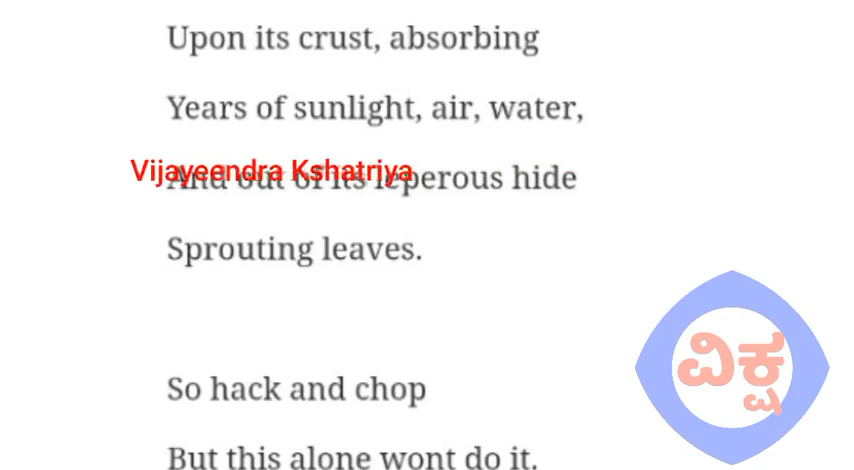 Upon its crust, absorbing
Years of sunlight, air, water,
Vijayeendra Kshatriya
And out of its leperous hide
Sprouting leaves.
So hack and chop
But this alone wont do it.
ವಿಕ್ಷ